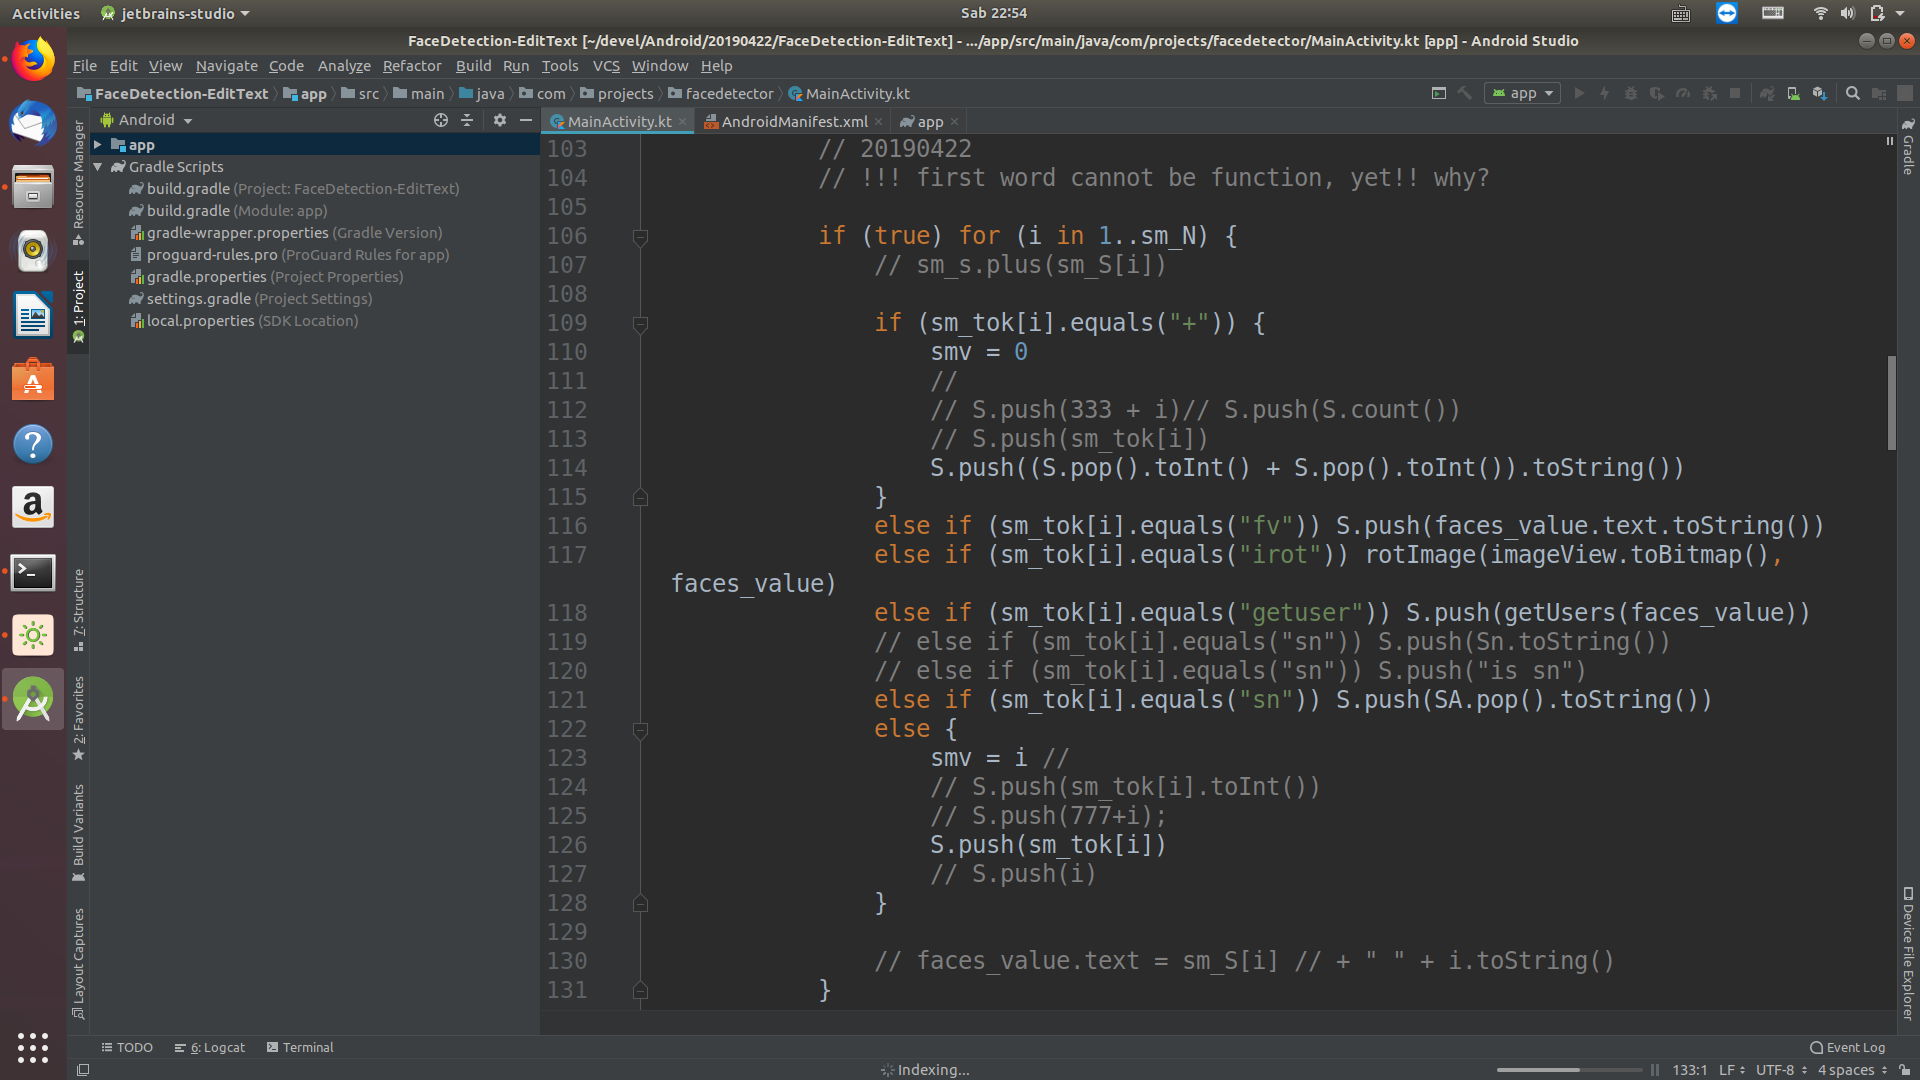 Activities jetbrains-studio Sab 22:54
FaceDetection-EditText [~/devel/Android/20190422/FaceDetection-EditText] - .../app/src/main/java/com/projects/facedetector/MainActivity.kt [app] - Android Studio
File Edit View Navigate Code Analyze Refactor Build Run Tools VCS Window Help
FaceDetection-EditText app src main java com projects facedetector MainActivity.kt app
Android MainActivity.kt AndroidManifest.xml app
app
Gradle Scripts
build.gradle (Project: FaceDetection-EditText)
build.gradle (Module: app)
gradle-wrapper.properties (Gradle Version)
proguard-rules.pro (ProGuard Rules for app)
gradle.properties (Project Properties)
settings.gradle (Project Settings)
local.properties (SDK Location)
Resource Manager
1: Project
7: Structure
2: Favorites
Build Variants
Layout Captures
103 // 20190422
104 // !!! first word cannot be function, yet!! why?
105
106 if (true) for (i in 1..sm_N) {
107 // sm_s.plus(sm_S[i])
108
109 if (sm_tok[i].equals("+")) {
110 smv = 0
111 //
112 // S.push(333 + i)// S.push(S.count())
113 // S.push(sm_tok[i])
114 S.push((S.pop().toInt() + S.pop().toInt()).toString())
115 }
116 else if (sm_tok[i].equals("fv")) S.push(faces_value.text.toString())
117 else if (sm_tok[i].equals("irot")) rotImage(imageView.toBitmap(),
faces_value)
118 else if (sm_tok[i].equals("getuser")) S.push(getUsers(faces_value))
119 // else if (sm_tok[i].equals("sn")) S.push(Sn.toString())
120 // else if (sm_tok[i].equals("sn")) S.push("is sn")
121 else if (sm_tok[i].equals("sn")) S.push(SA.pop().toString())
122 else {
123 smv = i //
124 // S.push(sm_tok[i].toInt())
125 // S.push(777+i);
126 S.push(sm_tok[i])
127 // S.push(i)
128 }
129
130 // faces_value.text = sm_S[i] // + " " + i.toString()
131 }
Gradle
Device File Explorer
TODO 6: Logcat Terminal Event Log
Indexing... 133:1 LF UTF-8 4 spaces